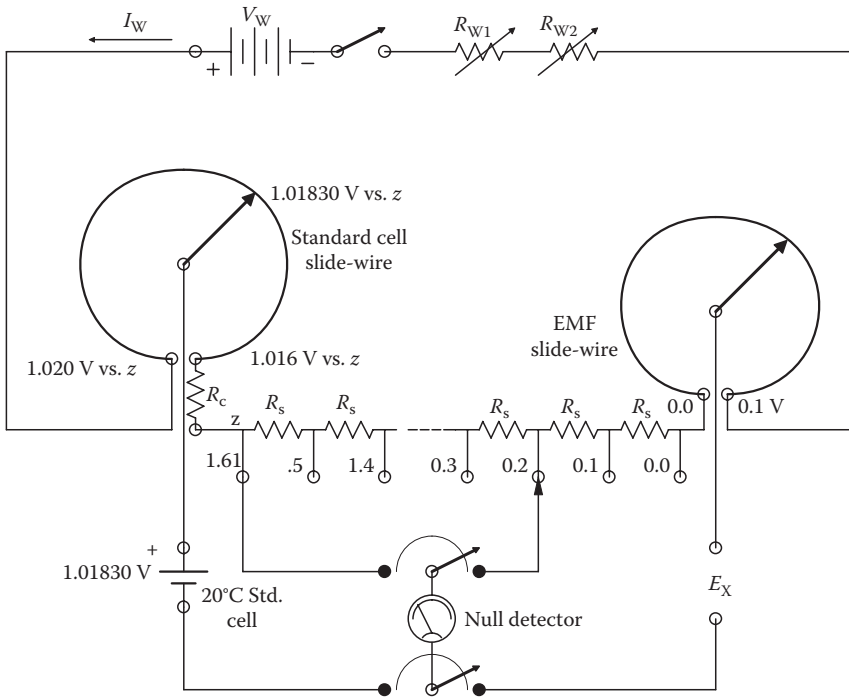 I_W
V_W
R_W1
R_W2
+
−
1.01830 V vs. z
Standard cell
slide-wire
1.020 V vs. z
1.016 V vs. z
EMF
slide-wire
R_c
z
R_s
R_s
R_s
R_s
R_s
0.0
0.1 V
1.61
.5
1.4
0.3
0.2
0.1
0.0
+
1.01830 V
20°C Std.
cell
Null detector
E_X